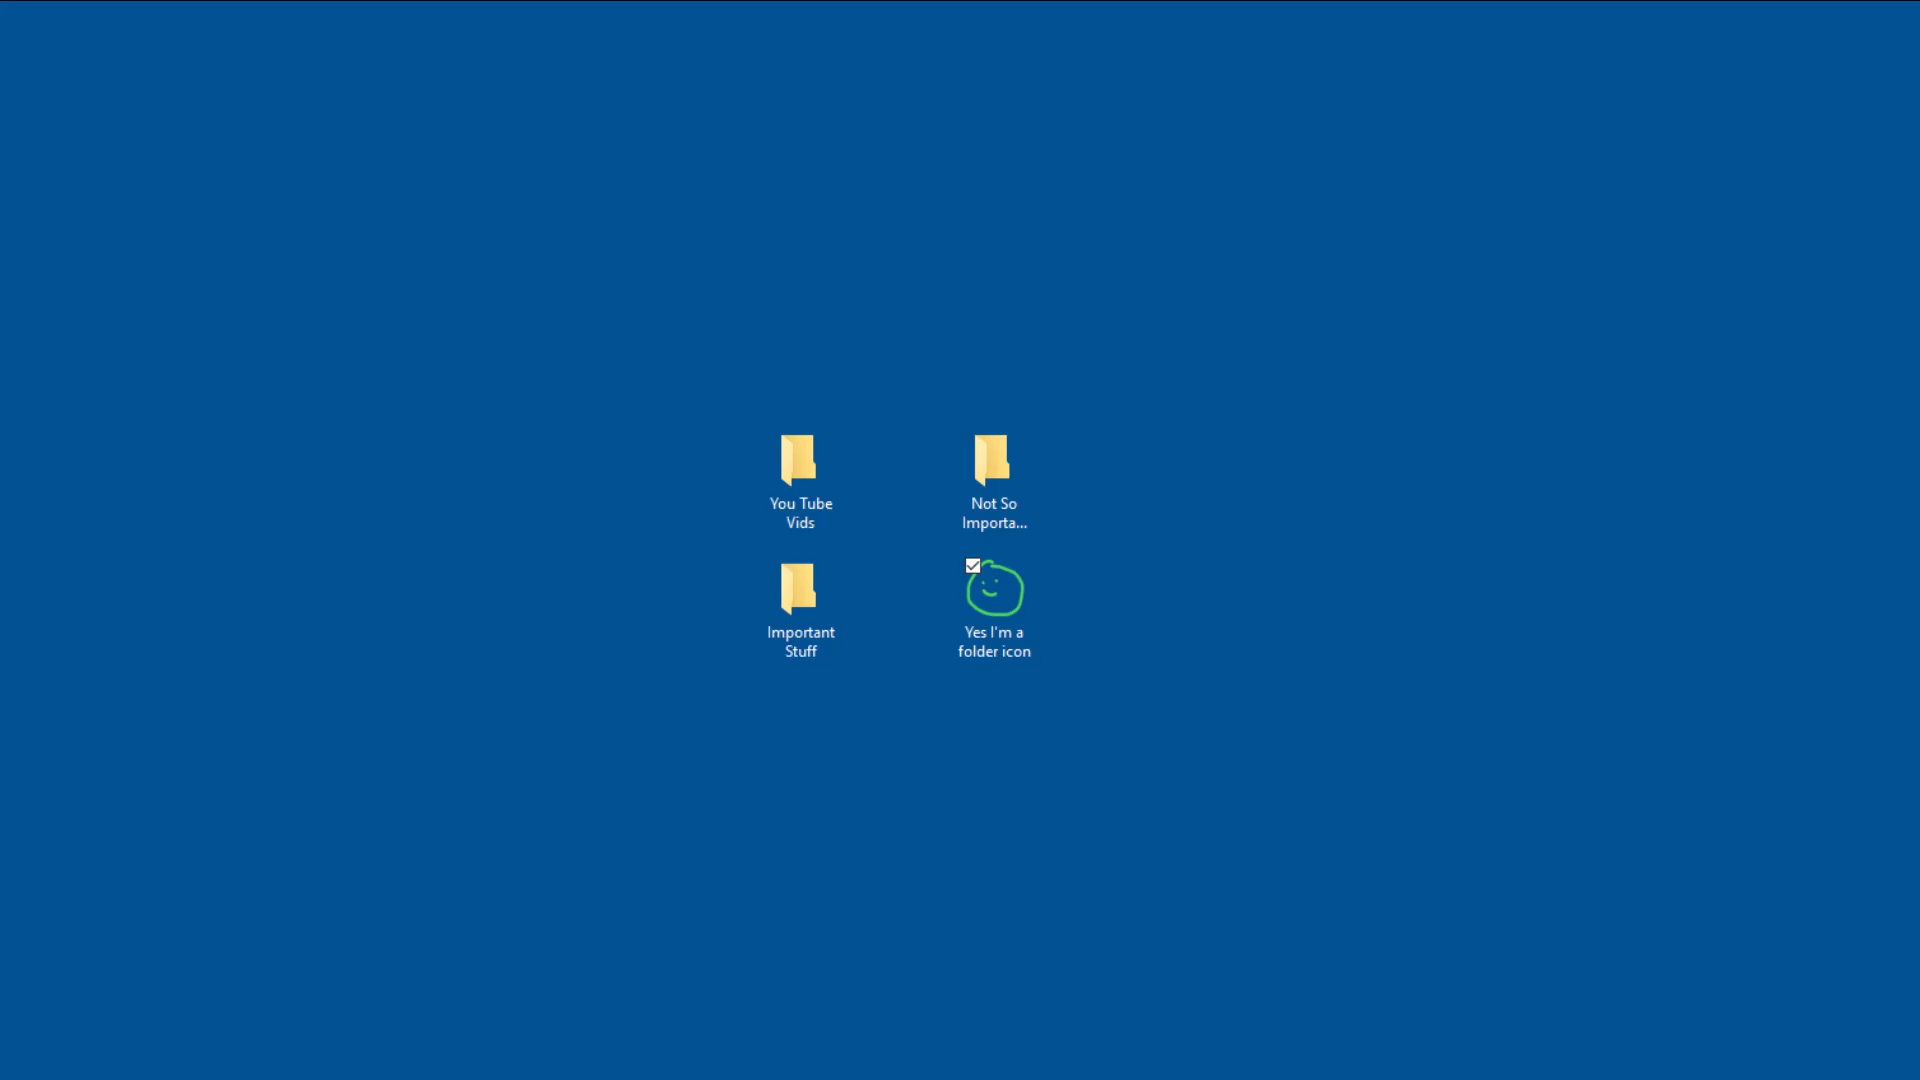 You Tube
Vids
Not So
Importa...
Important
Stuff
Yes I'm a
folder icon